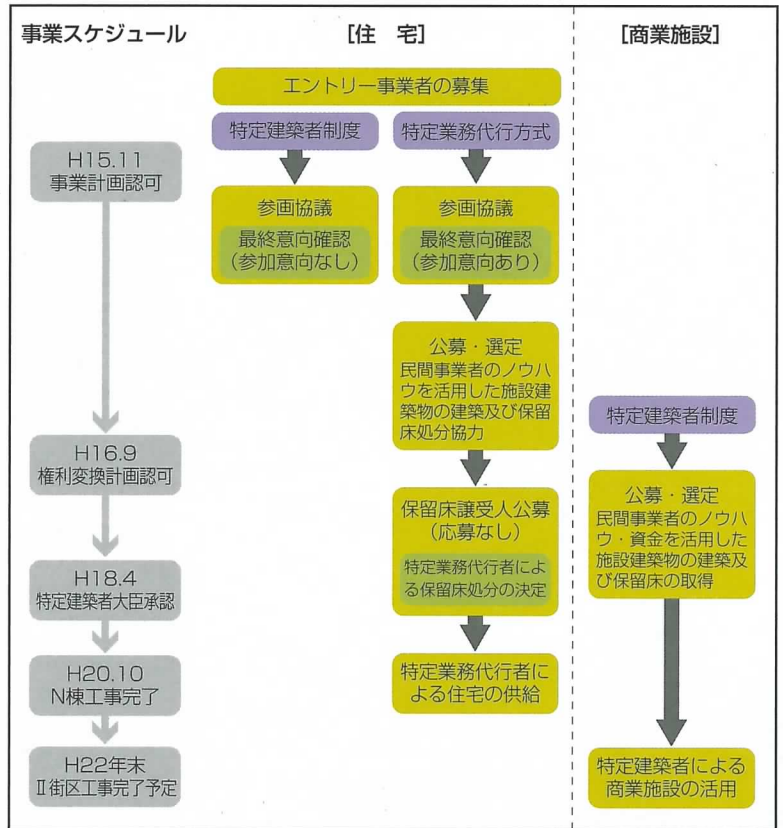 事業スケジュール
[住　宅]
[商業施設]
エントリー事業者の募集
特定建築者制度
特定業務代行方式
H15.11
事業計画認可
参画協議
最終意向確認
（参加意向なし）
参画協議
最終意向確認
（参加意向あり）
公募・選定
民間事業者のノウハ
ウを活用した施設建
築物の建築及び保留
床処分協力
特定建築者制度
H16.9
権利変換計画認可
保留床譲受人公募
（応募なし）
特定業務代行者によ
る保留床処分の決定
公募・選定
民間事業者のノウハ
ウ・資金を活用した
施設建築物の建築及
び保留床の取得
H18.4
特定建築者大臣承認
H20.10
N棟工事完了
特定業務代行者に
よる住宅の供給
H22年末
Ⅱ街区工事完了予定
特定建築者による
商業施設の活用